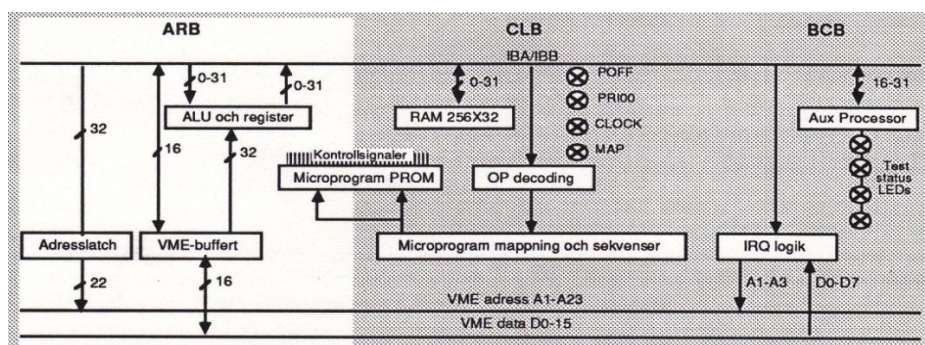 ARB
CLB
BCB
IBA/IBB
0-31
0-31
0-31
16-31
POFF
PRI00
CLOCK
MAP
32
16
32
ALU och register
RAM 256X32
Aux Processor
Kontrollsignaler
Microprogram PROM
OP decoding
Test
status
LEDs
Adresslatch
VME-buffert
Microprogram mappning och sekvenser
IRQ logik
22
16
A1-A3
D0-D7
VME adress A1-A23
VME data D0-15